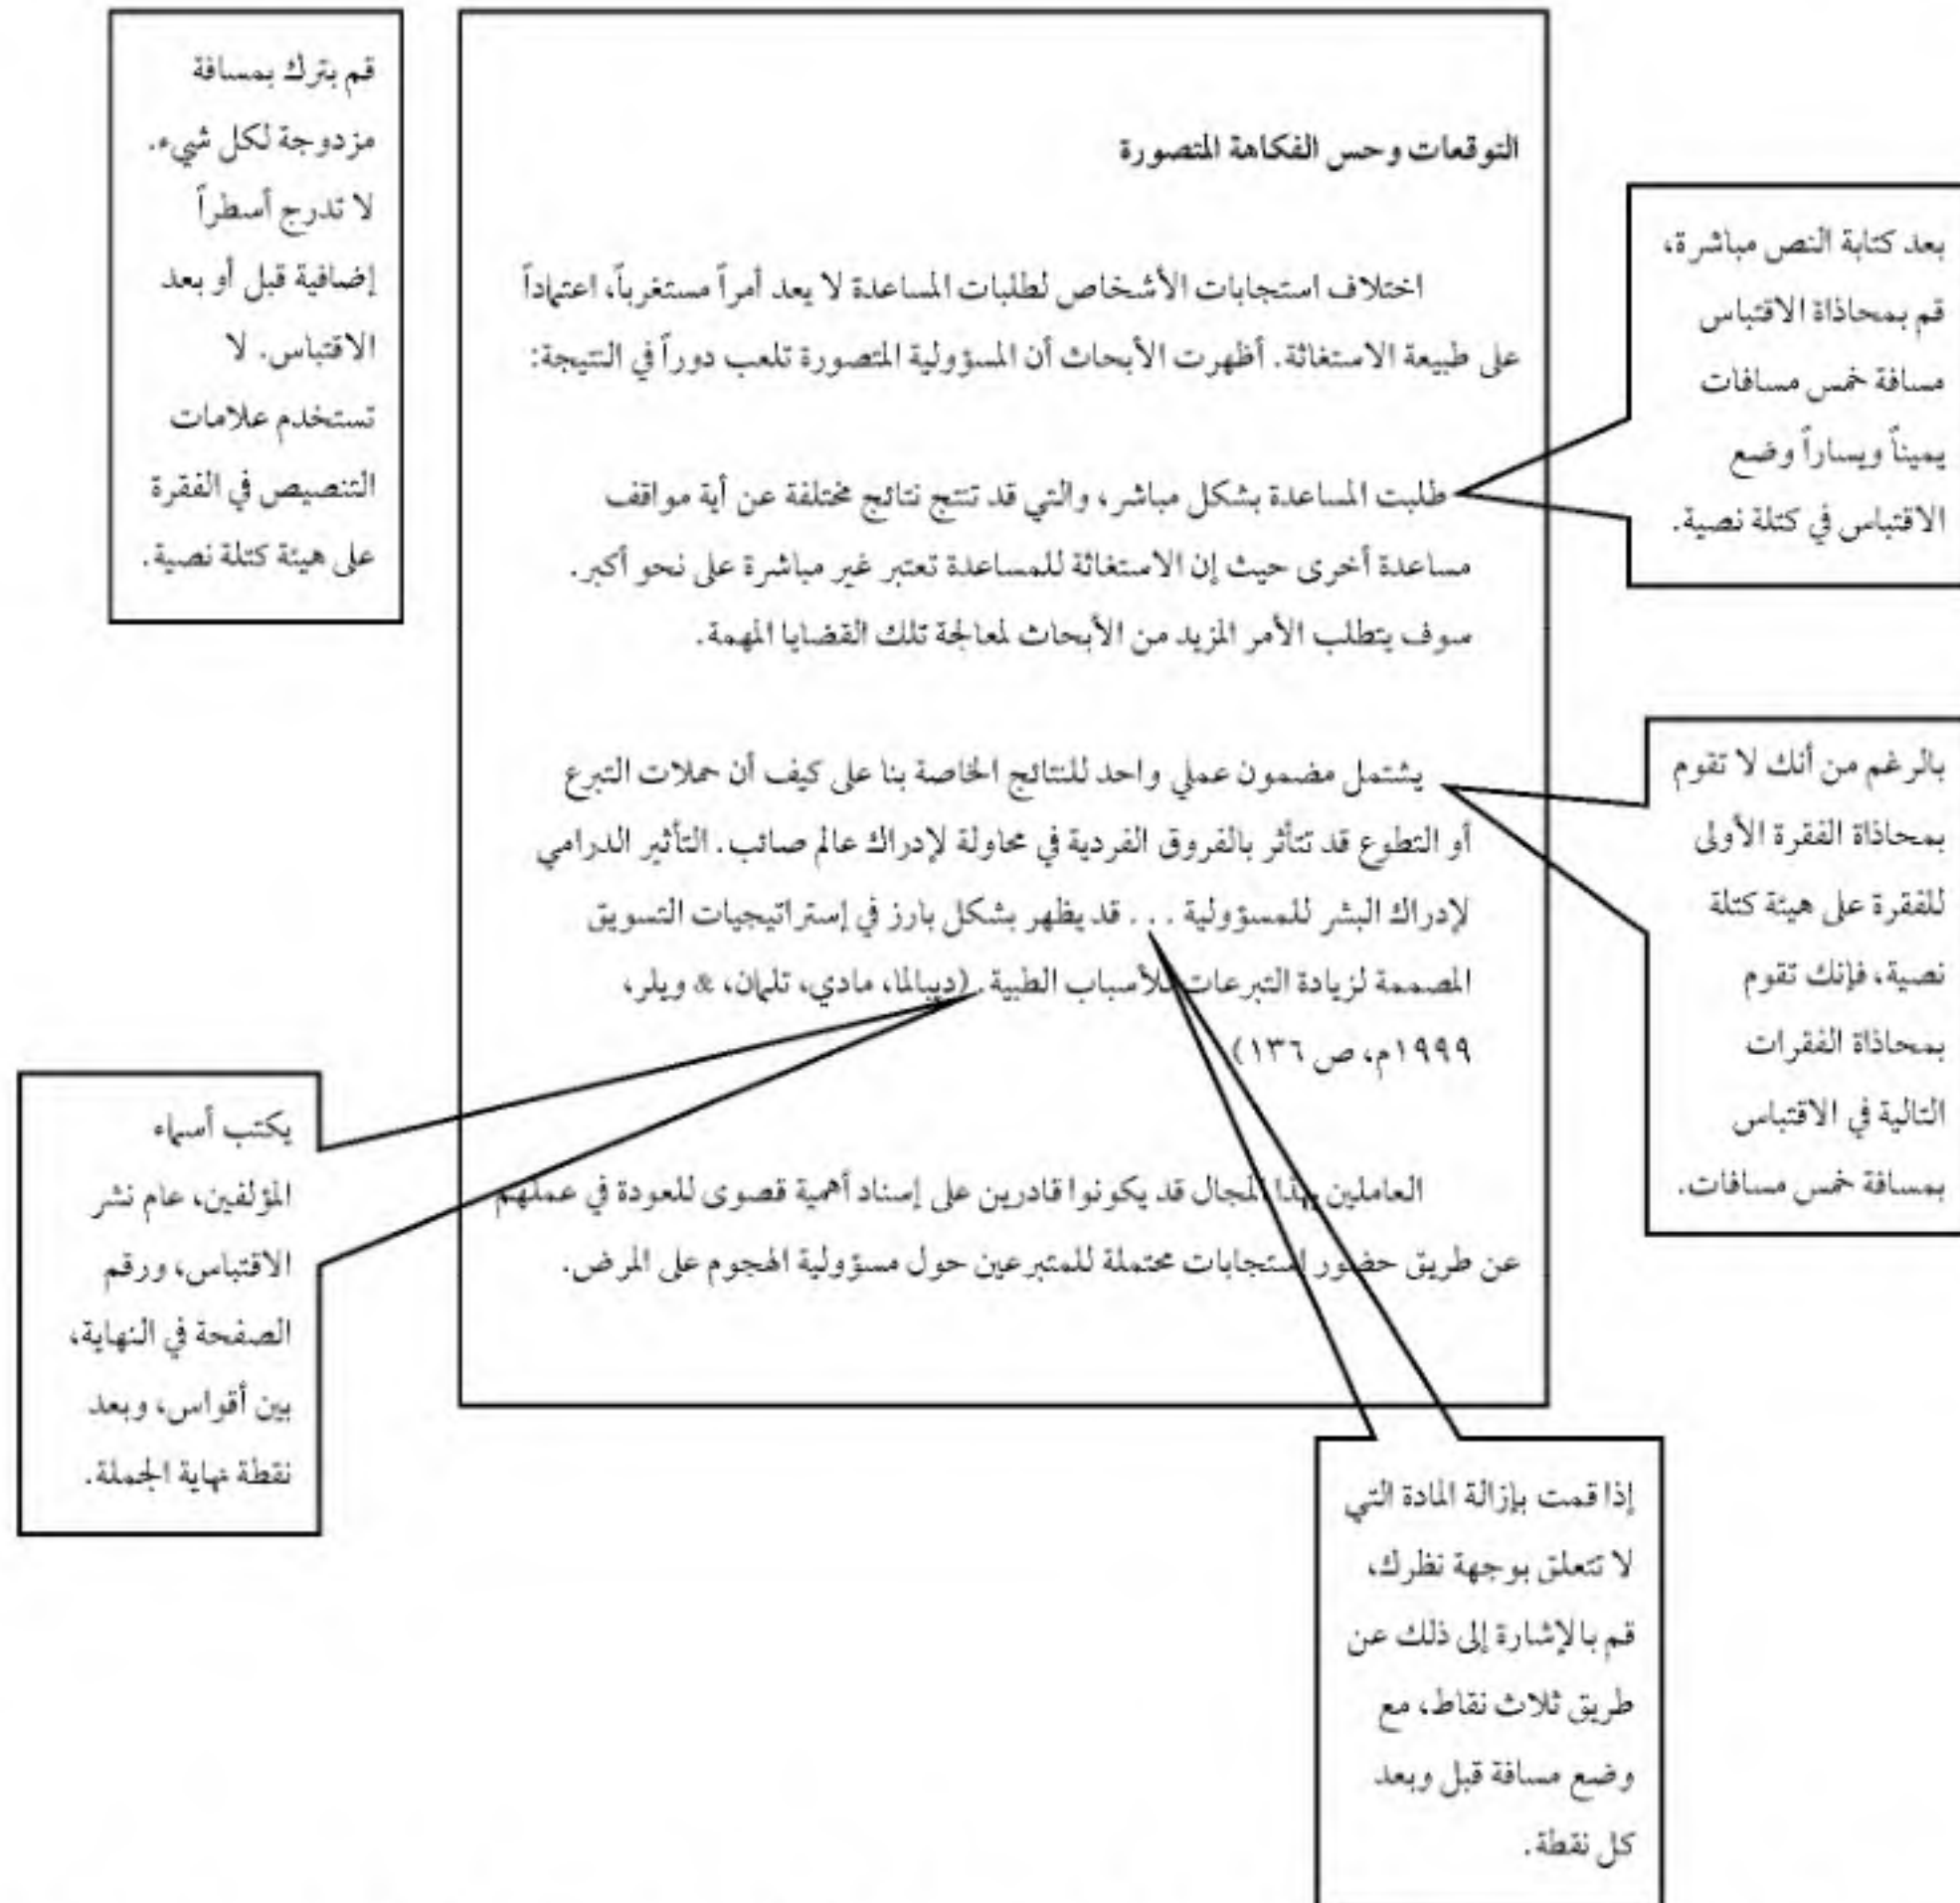 قم بترك بمسافة
مزدوجة لكل شيء.
لا تدرج أسطراً
إضافية قبل أو بعد
الاقتباس. لا
تستخدم علامات
التنصيص في الفقرة
على هيئة كتلة نصية.
التوقعات وحس الفكاهة المتصورة
اختلاف استجابات الأشخاص لطلبات المساعدة لا يعد أمراً مستغرباً، اعتماداً
على طبيعة الاستغاثة. أظهرت الأبحاث أن المسؤولية المتصورة تلعب دوراً في النتيجة:
طلبت المساعدة بشكل مباشر، والتي قد تنتج نتائج مختلفة عن أية مواقف
مساعدة أخرى حيث إن الاستغاثة للمساعدة تعتبر غير مباشرة على نحو أكبر.
سوف يتطلب الأمر المزيد من الأبحاث لمعالجة تلك القضايا المهمة.
يشتمل مضمون عملي واحد للنتائج الخاصة بنا على كيف أن حملات التبرع
أو التطوع قد تتأثر بالفروق الفردية في محاولة لإدراك عالم صائب. التأثير الدرامي
لإدراك البشر للمسؤولية . . . قد يظهر بشكل بارز في إستراتيجيات التسويق
المصممة لزيادة التبرعات للأسباب الطبية. (ديبالما، مادي، تلمان، & ويلر،
١٩٩٩م، ص ١٣٦)
العاملين بهذا المجال قد يكونوا قادرين على إسناد أهمية قصوى للعودة في عملهم
عن طريق حضور استجابات محتملة للمتبرعين حول مسؤولية الهجوم على المرض.
بعد كتابة النص مباشرة،
قم بمحاذاة الاقتباس
مسافة خمس مسافات
يميناً ويساراً وضع
الاقتباس في كتلة نصية.
بالرغم من أنك لا تقوم
بمحاذاة الفقرة الأولى
للفقرة على هيئة كتلة
نصية، فإنك تقوم
بمحاذاة الفقرات
التالية في الاقتباس
بمسافة خمس مسافات.
يكتب أسماء
المؤلفين، عام نشر
الاقتباس، ورقم
الصفحة في النهاية،
بين أقواس، وبعد
نقطة نهاية الجملة.
إذا قمت بإزالة المادة التي
لا تتعلق بوجهة نظرك،
قم بالإشارة إلى ذلك عن
طريق ثلاث نقاط، مع
وضع مسافة قبل وبعد
كل نقطة.